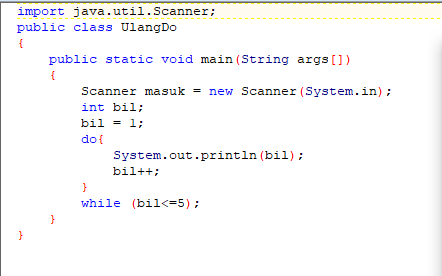 import java.util.Scanner;
public class UlangDo
{
    public static void main(String args[])
    {
        Scanner masuk = new Scanner(System.in);
        int bil;
        bil = 1;
        do{
            System.out.println(bil);
            bil++;
        }
        while (bil<=5);
    }
}